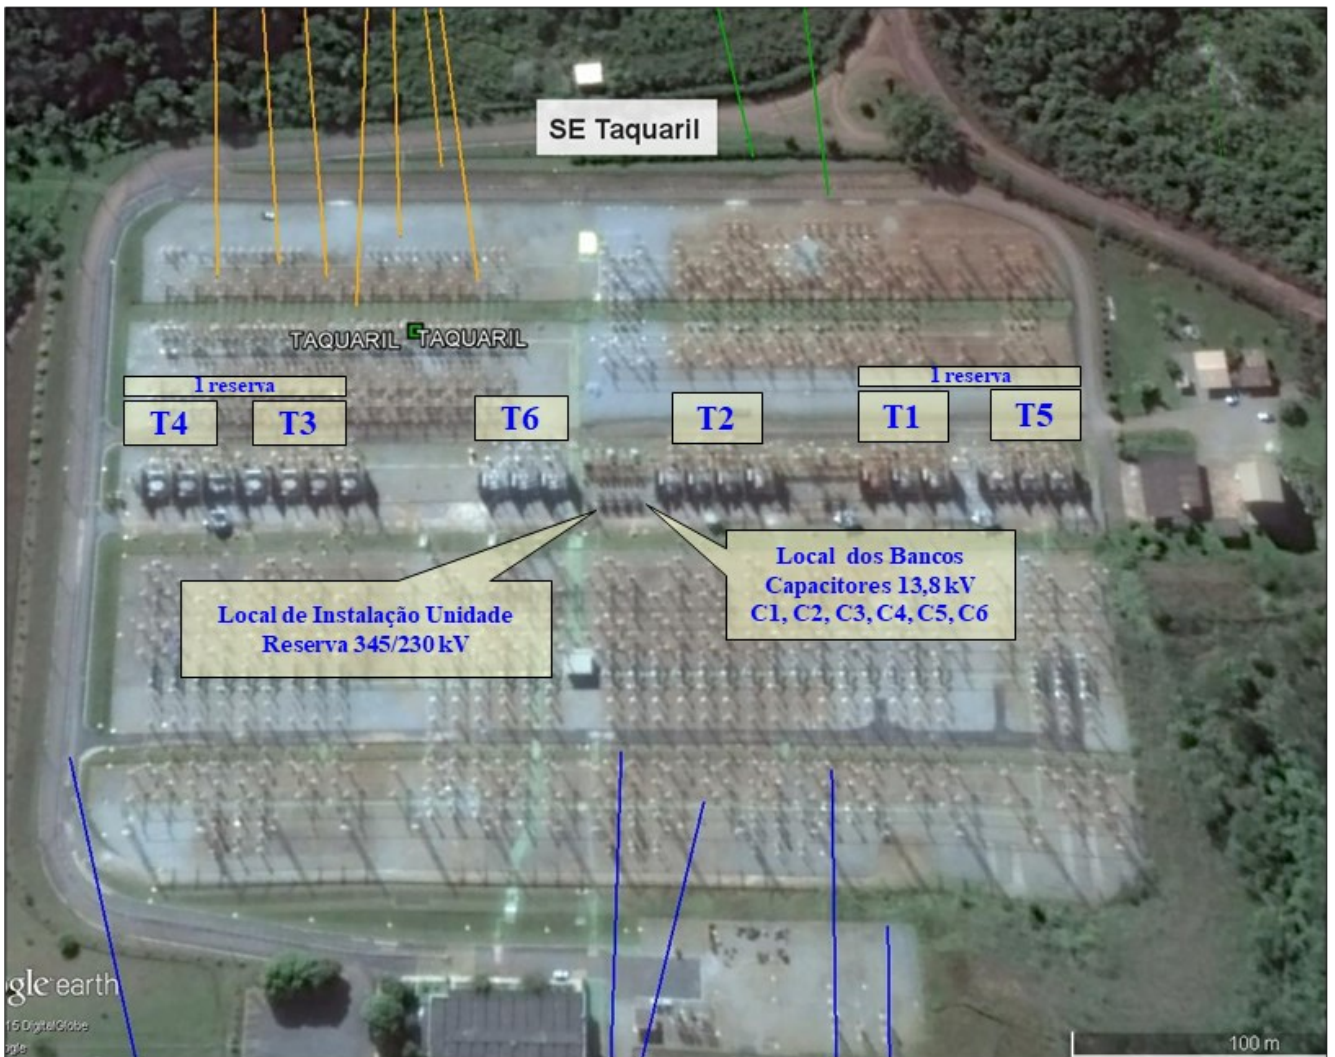 SE Taquaril
TAQUARIL TAQUARIL
1 reserva
1 reserva
T4
T3
T6
T2
T1
T5
Local de Instalação Unidade
Reserva 345/230 kV
Local dos Bancos
Capacitores 13,8 kV
C1, C2, C3, C4, C5, C6
gle earth
15 DigitalGlobe
ogle
100 m